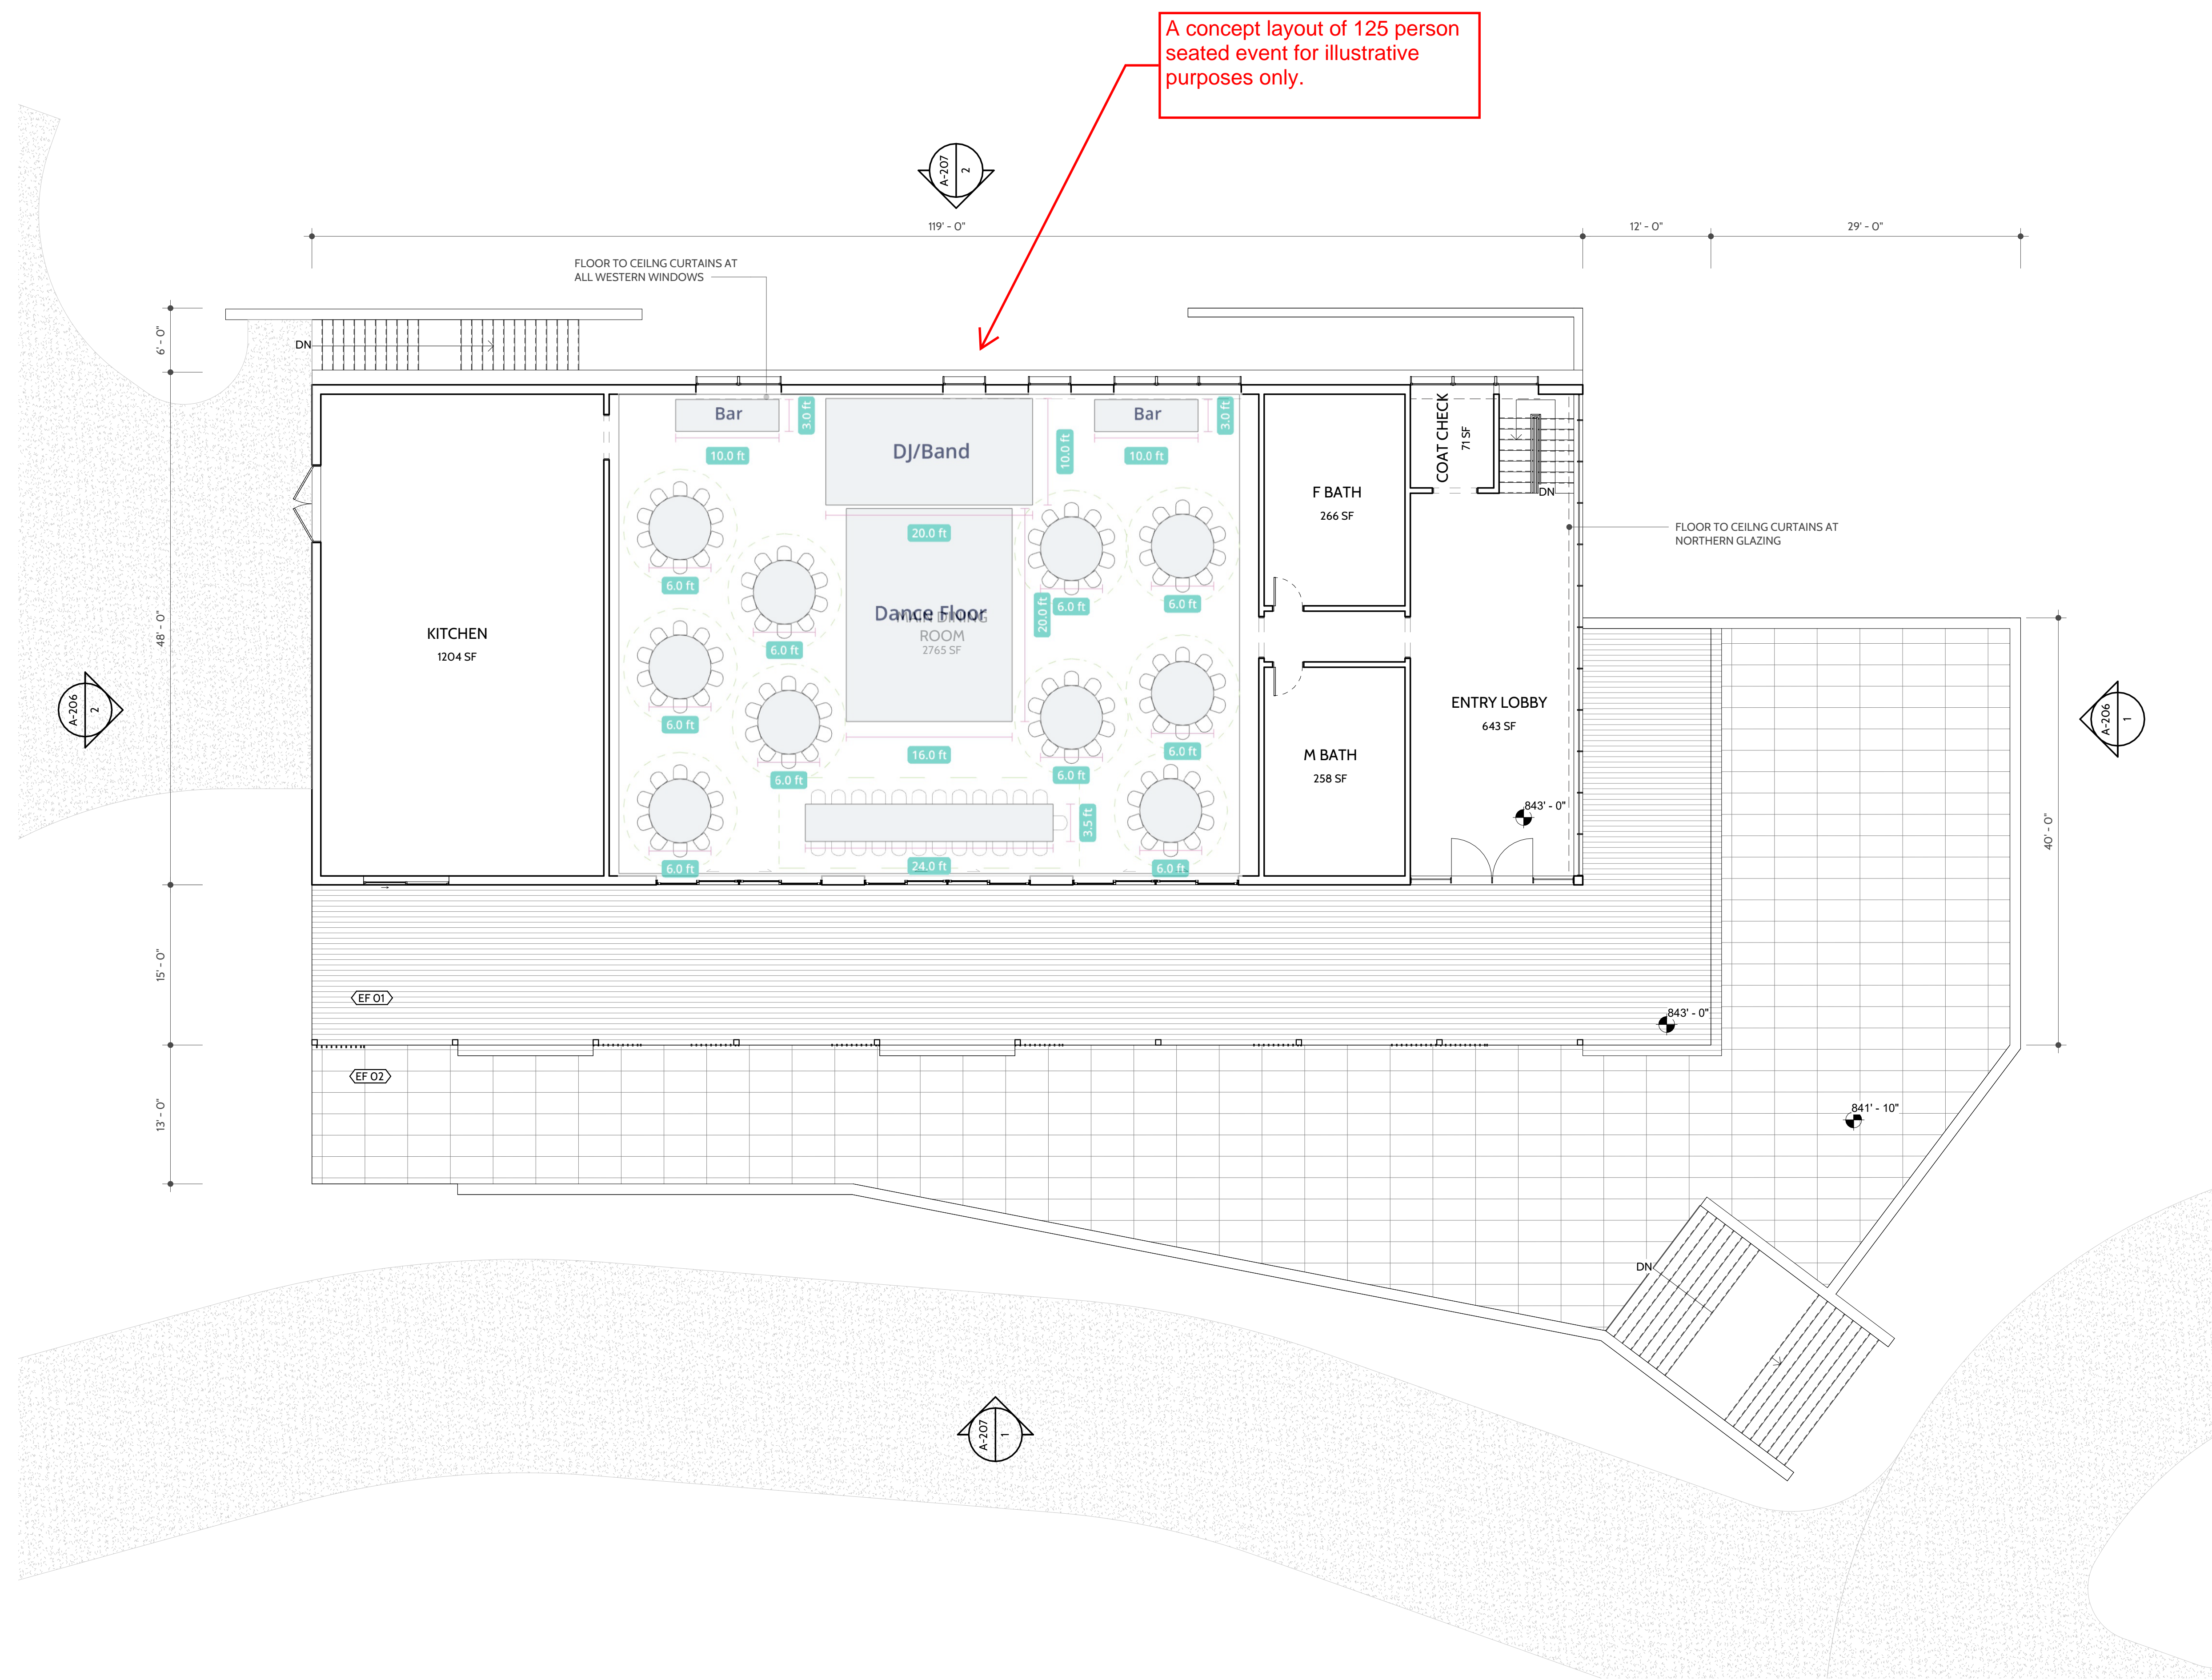 A concept layout of 125 person
seated event for illustrative
purposes only.
A-207
2
119' - 0"
12' - 0"
29' - 0"
FLOOR TO CEILNG CURTAINS AT
ALL WESTERN WINDOWS
6' - 0"
DN
Bar
3.0 ft
10.0 ft
DJ/Band
10.0 ft
20.0 ft
Bar
3.0 ft
10.0 ft
COAT CHECK
71 SF
DN
F BATH
266 SF
FLOOR TO CEILNG CURTAINS AT
NORTHERN GLAZING
6.0 ft
6.0 ft
6.0 ft
6.0 ft
Dance Floor
MAIN DINING
ROOM
2765 SF
20.0 ft
16.0 ft
48' - 0"
KITCHEN
1204 SF
6.0 ft
6.0 ft
6.0 ft
6.0 ft
ENTRY LOBBY
643 SF
A-206
2
A-206
1
M BATH
258 SF
843' - 0"
3.5 ft
24.0 ft
6.0 ft
6.0 ft
40' - 0"
15' - 0"
EF 01
843' - 0"
EF 02
13' - 0"
841' - 10"
DN
A-207
1